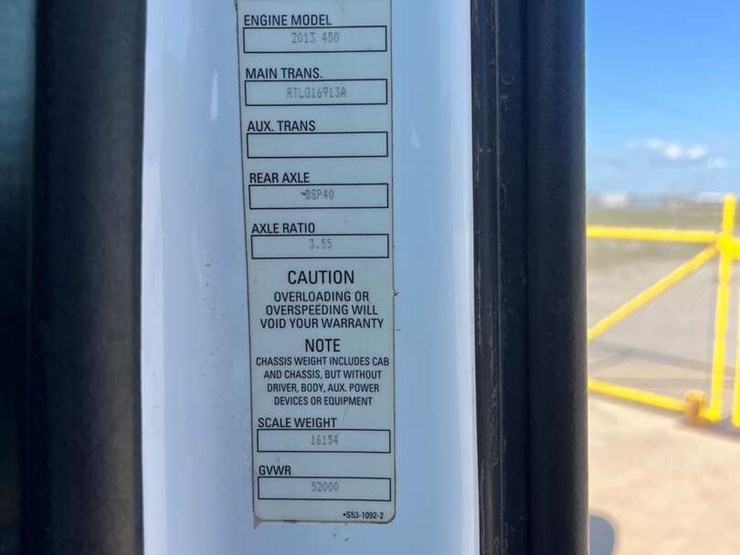 ENGINE MODEL
2013 450
MAIN TRANS.
RTLO16913A
AUX. TRANS
REAR AXLE
DSP40
AXLE RATIO
3.55
CAUTION
OVERLOADING OR
OVERSPEEDING WILL
VOID YOUR WARRANTY
NOTE
CHASSIS WEIGHT INCLUDES CAB
AND CHASSIS, BUT WITHOUT
DRIVER, BODY, AUX. POWER
DEVICES OR EQUIPMENT
SCALE WEIGHT
16154
GVWR
52000
•S53-1092-2